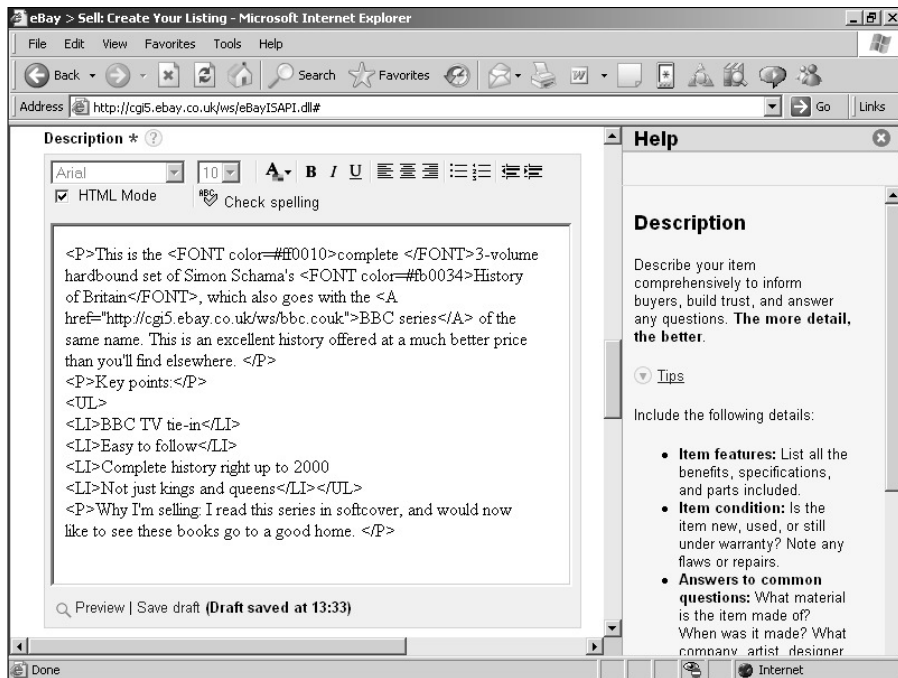 eBay > Sell: Create Your Listing - Microsoft Internet Explorer
File Edit View Favorites Tools Help
Back Search Favorites
Address http://cgi5.ebay.co.uk/ws/eBayISAPI.dll# Go Links
Description * ?
Arial 10 A B I U
HTML Mode ABC Check spelling
<P>This is the <FONT color=#ff0010>complete </FONT>3-volume
hardbound set of Simon Schama's <FONT color=#fb0034>History
of Britain</FONT>, which also goes with the <A
href="http://cgi5.ebay.co.uk/ws/bbc.couk">BBC series</A> of the
same name. This is an excellent history offered at a much better price
than you'll find elsewhere. </P>
<P>Key points:</P>
<UL>
<LI>BBC TV tie-in</LI>
<LI>Easy to follow</LI>
<LI>Complete history right up to 2000
<LI>Not just kings and queens</LI></UL>
<P>Why I'm selling: I read this series in softcover, and would now
like to see these books go to a good home. </P>
Preview | Save draft (Draft saved at 13:33)
Help
Description
Describe your item
comprehensively to inform
buyers, build trust, and answer
any questions. The more detail,
the better.
Tips
Include the following details:
• Item features: List all the
benefits, specifications,
and parts included.
• Item condition: Is the
item new, used, or still
under warranty? Note any
flaws or repairs.
• Answers to common
questions: What material
is the item made of?
When was it made? What
company, artist, designer
Done Internet